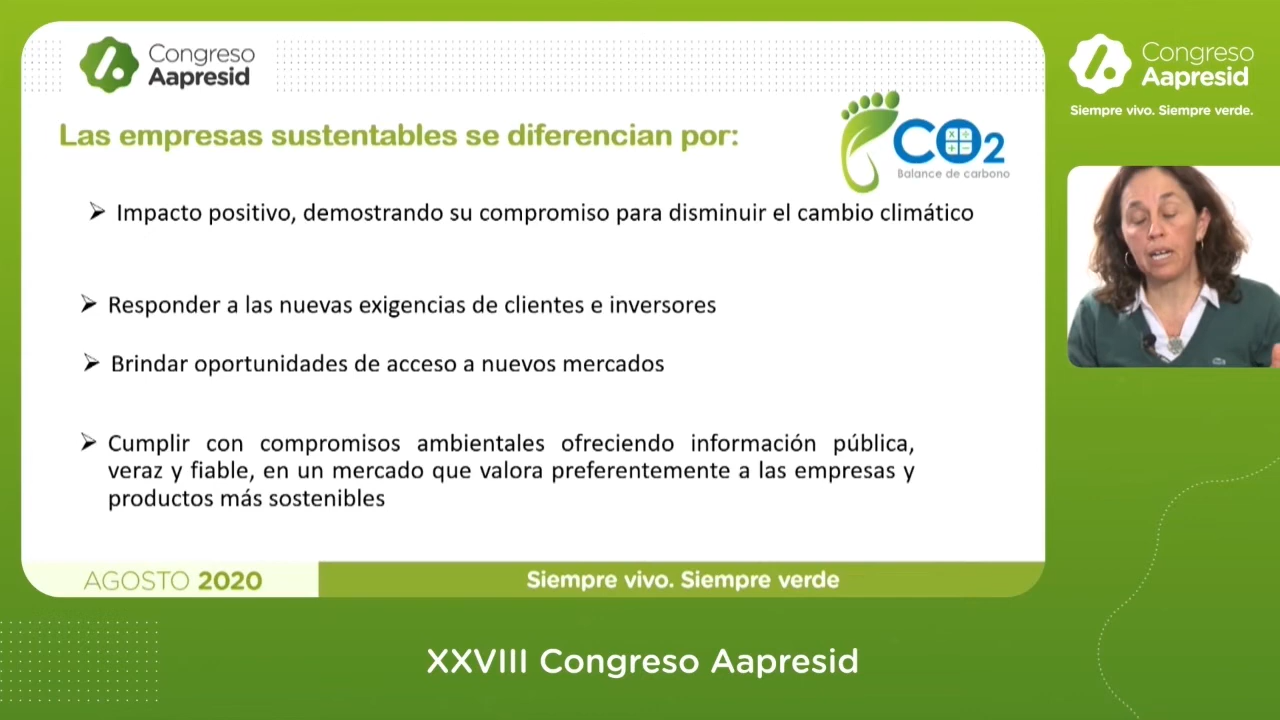 Congreso
Aapresid
Congreso
Aapresid
Siempre vivo. Siempre verde.
Las empresas sustentables se diferencian por:
CO2
Balance de carbono
Impacto positivo, demostrando su compromiso para disminuir el cambio climático
Responder a las nuevas exigencias de clientes e inversores
Brindar oportunidades de acceso a nuevos mercados
Cumplir con compromisos ambientales ofreciendo información pública,
veraz y fiable, en un mercado que valora preferentemente a las empresas y
productos más sostenibles
AGOSTO 2020
Siempre vivo. Siempre verde
XXVIII Congreso Aapresid